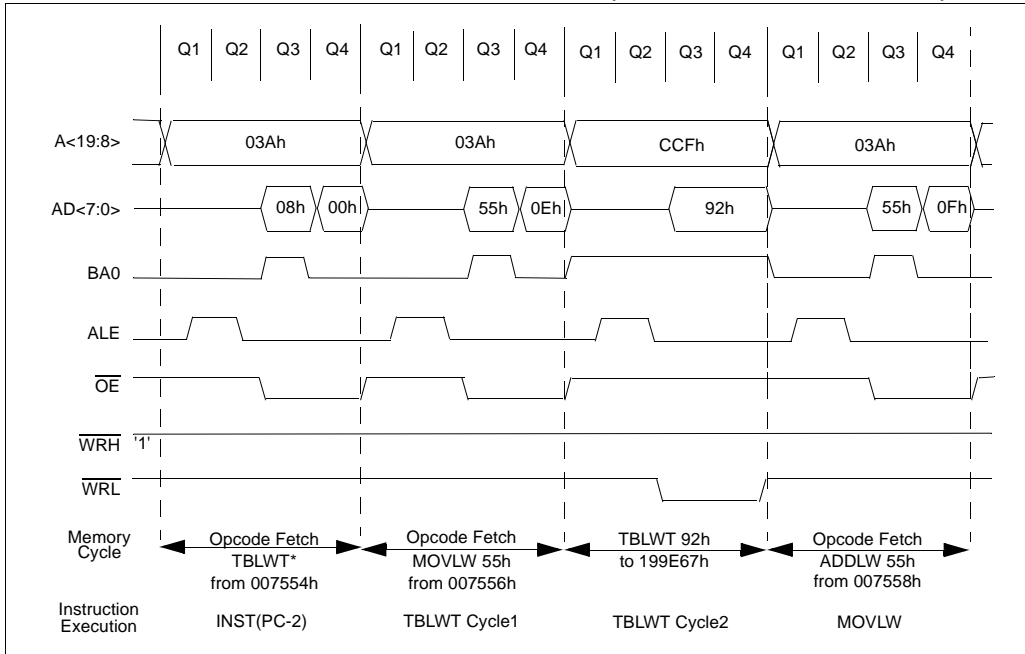 Q1 Q2 Q3 Q4 Q1 Q2 Q3 Q4 Q1 Q2 Q3 Q4 Q1 Q2 Q3 Q4
A<19:8> 03Ah 03Ah CCFh 03Ah
AD<7:0> 08h 00h 55h 0Eh 92h 55h 0Fh
BA0
ALE
OE
WRH '1'
WRL
Memory Cycle
Opcode Fetch
TBLWT*
from 007554h
Opcode Fetch
MOVLW 55h
from 007556h
TBLWT 92h
to 199E67h
Opcode Fetch
ADDLW 55h
from 007558h
Instruction Execution
INST(PC-2) TBLWT Cycle1 TBLWT Cycle2 MOVLW